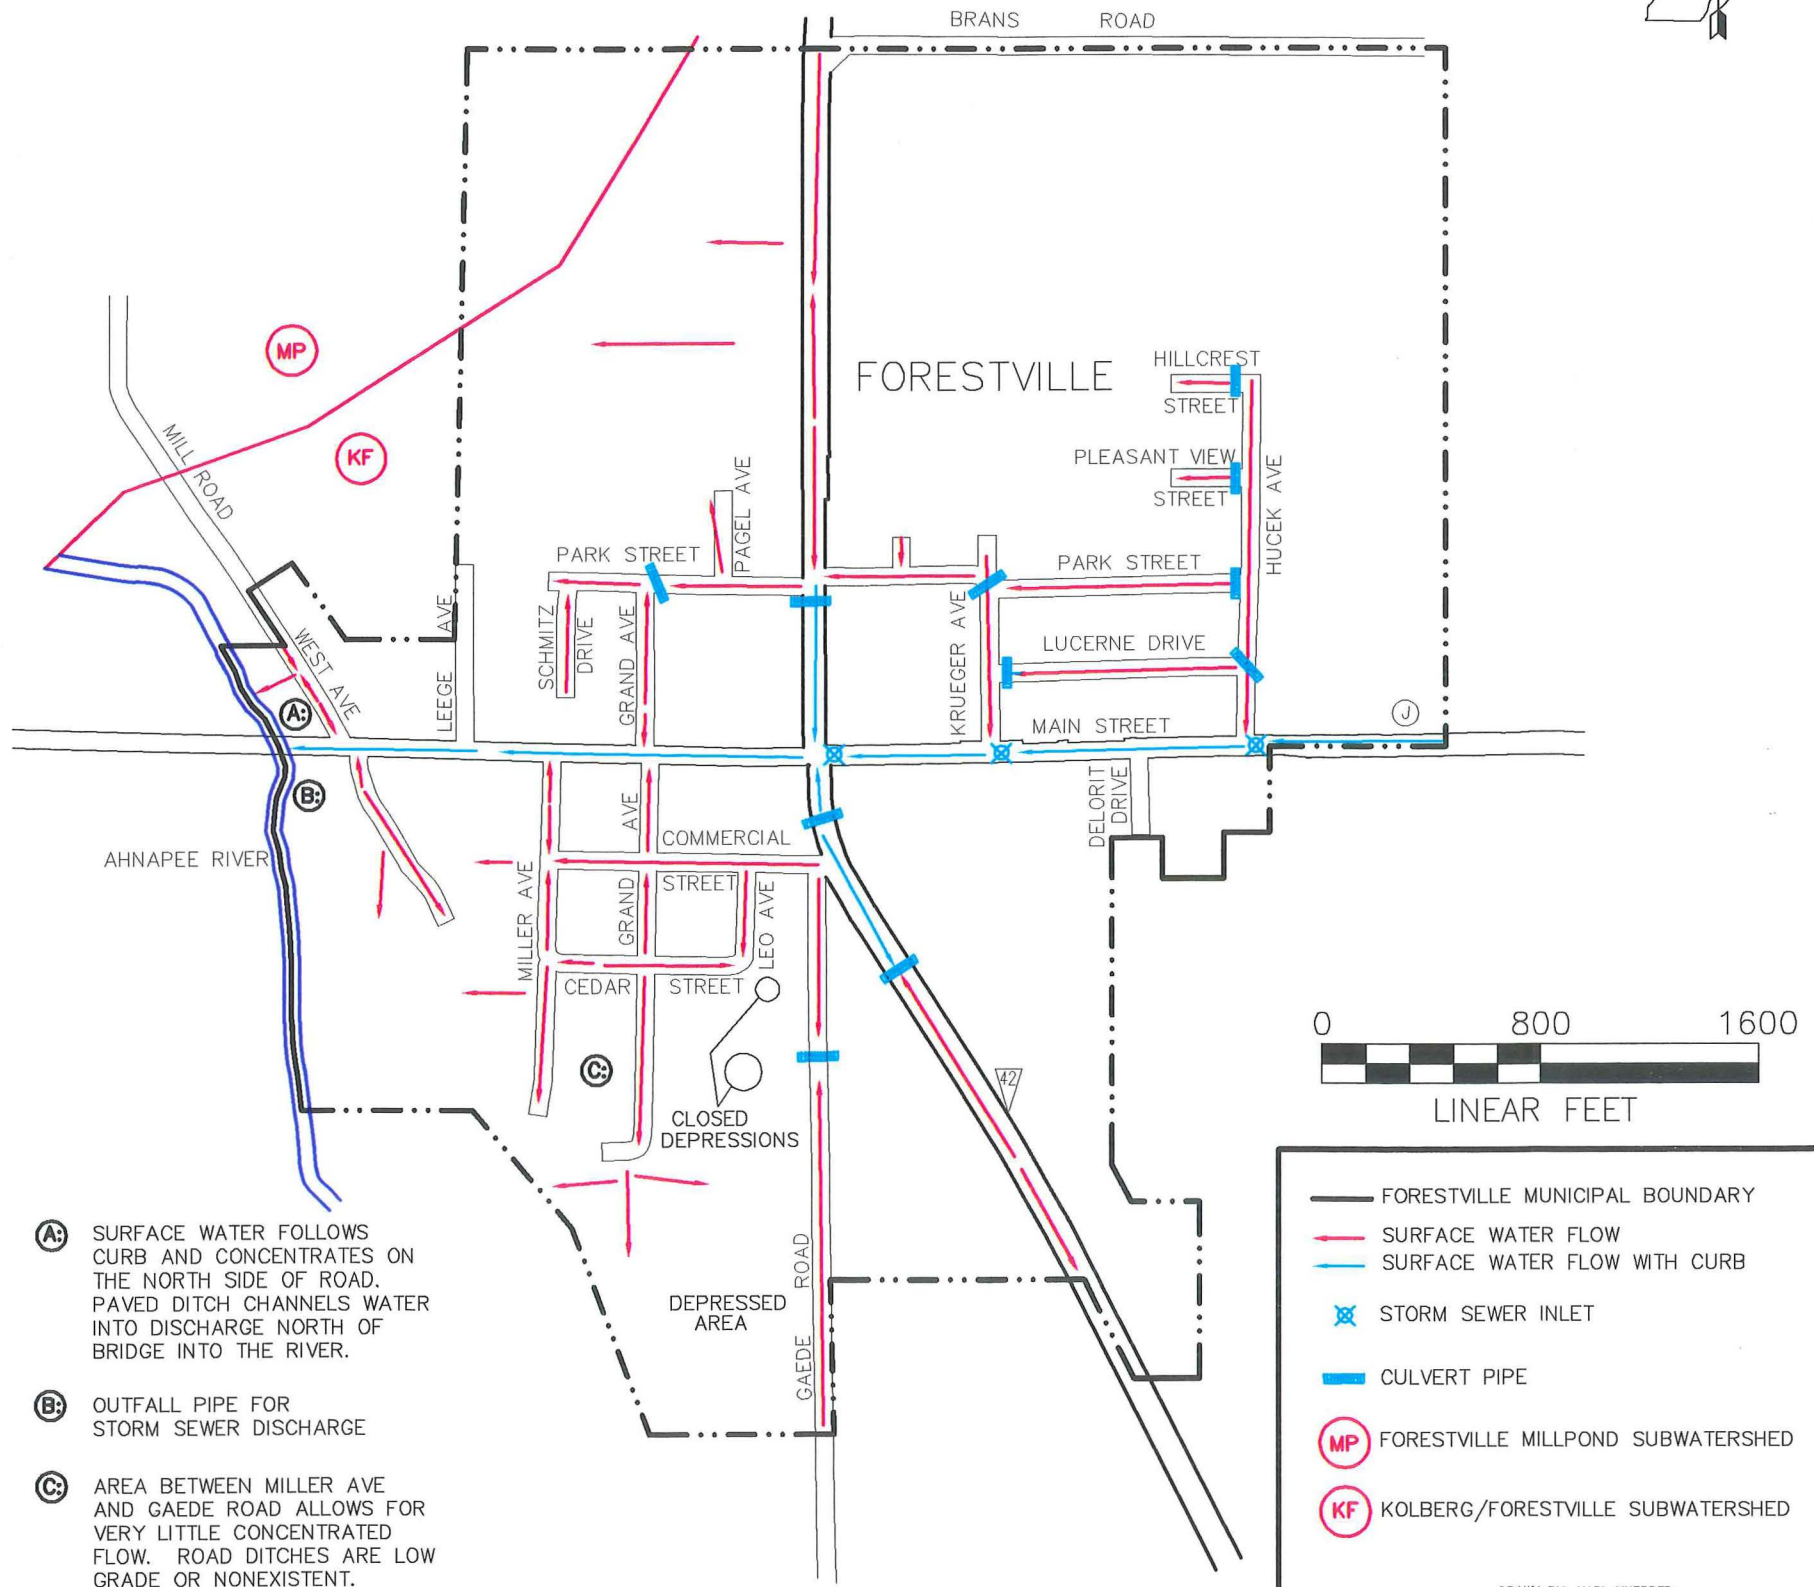 BRANS ROAD
MP
KF
FORESTVILLE
HILLCREST
STREET
PLEASANT VIEW
STREET
HUCEK AVE
MILL ROAD
PAGEL AVE
PARK STREET
PARK STREET
LEEGE AVE
WEST AVE
SCHMITZ
DRIVE
GRAND AVE
KRUEGER AVE
LUCERNE DRIVE
MAIN STREET
J
A:
B:
DELORIT
DRIVE
AHNAPEE RIVER
MILLER AVE
GRAND AVE
COMMERCIAL
STREET
LEO AVE
CEDAR STREET
C:
42
CLOSED
DEPRESSIONS
DEPRESSED
AREA
GAEDE ROAD
0 800 1600
LINEAR FEET
A: SURFACE WATER FOLLOWS
CURB AND CONCENTRATES ON
THE NORTH SIDE OF ROAD.
PAVED DITCH CHANNELS WATER
INTO DISCHARGE NORTH OF
BRIDGE INTO THE RIVER.
B: OUTFALL PIPE FOR
STORM SEWER DISCHARGE
C: AREA BETWEEN MILLER AVE
AND GAEDE ROAD ALLOWS FOR
VERY LITTLE CONCENTRATED
FLOW. ROAD DITCHES ARE LOW
GRADE OR NONEXISTENT.
FORESTVILLE MUNICIPAL BOUNDARY
SURFACE WATER FLOW
SURFACE WATER FLOW WITH CURB
STORM SEWER INLET
CULVERT PIPE
MP FORESTVILLE MILLPOND SUBWATERSHED
KF KOLBERG/FORESTVILLE SUBWATERSHED